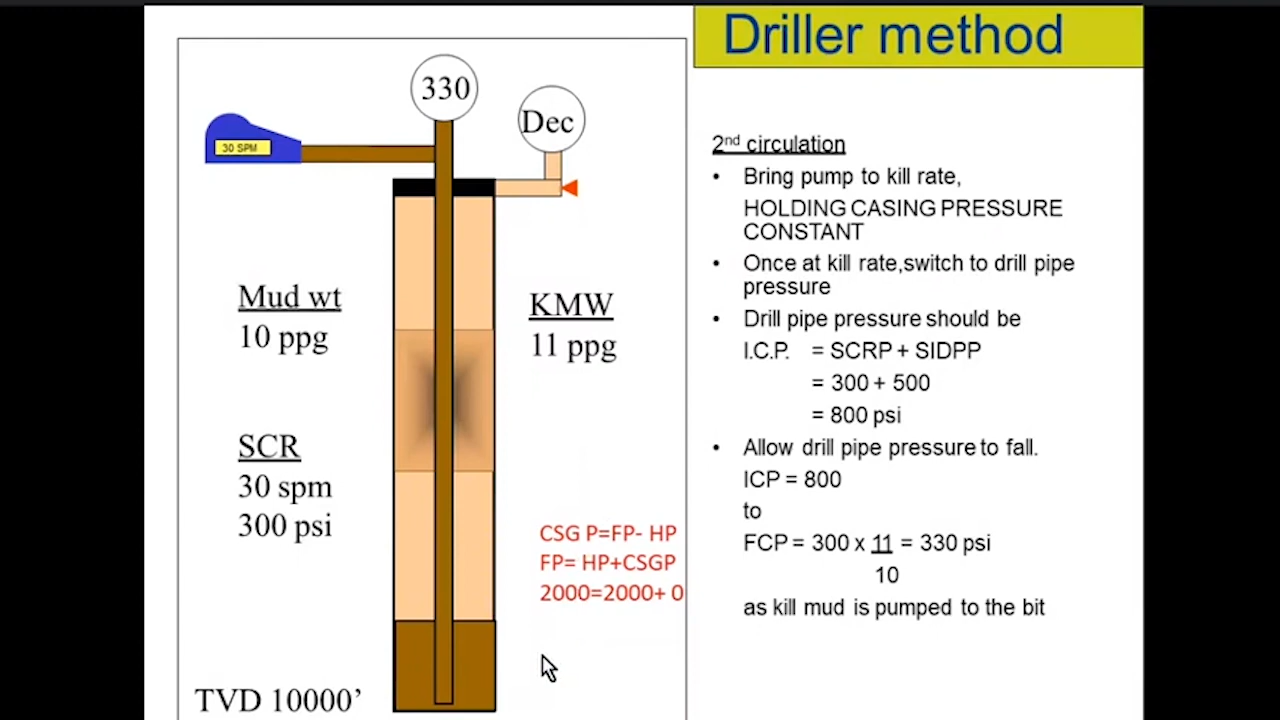 Driller method
330
Dec
30 SPM
2nd circulation
• Bring pump to kill rate,
HOLDING CASING PRESSURE
CONSTANT
• Once at kill rate,switch to drill pipe
pressure
• Drill pipe pressure should be
I.C.P. = SCRP + SIDPP
= 300 + 500
= 800 psi
• Allow drill pipe pressure to fall.
ICP = 800
to
FCP = 300 x 11 = 330 psi
10
as kill mud is pumped to the bit
Mud wt
10 ppg
KMW
11 ppg
SCR
30 spm
300 psi
CSG P=FP- HP
FP= HP+CSGP
2000=2000+ 0
TVD 10000’